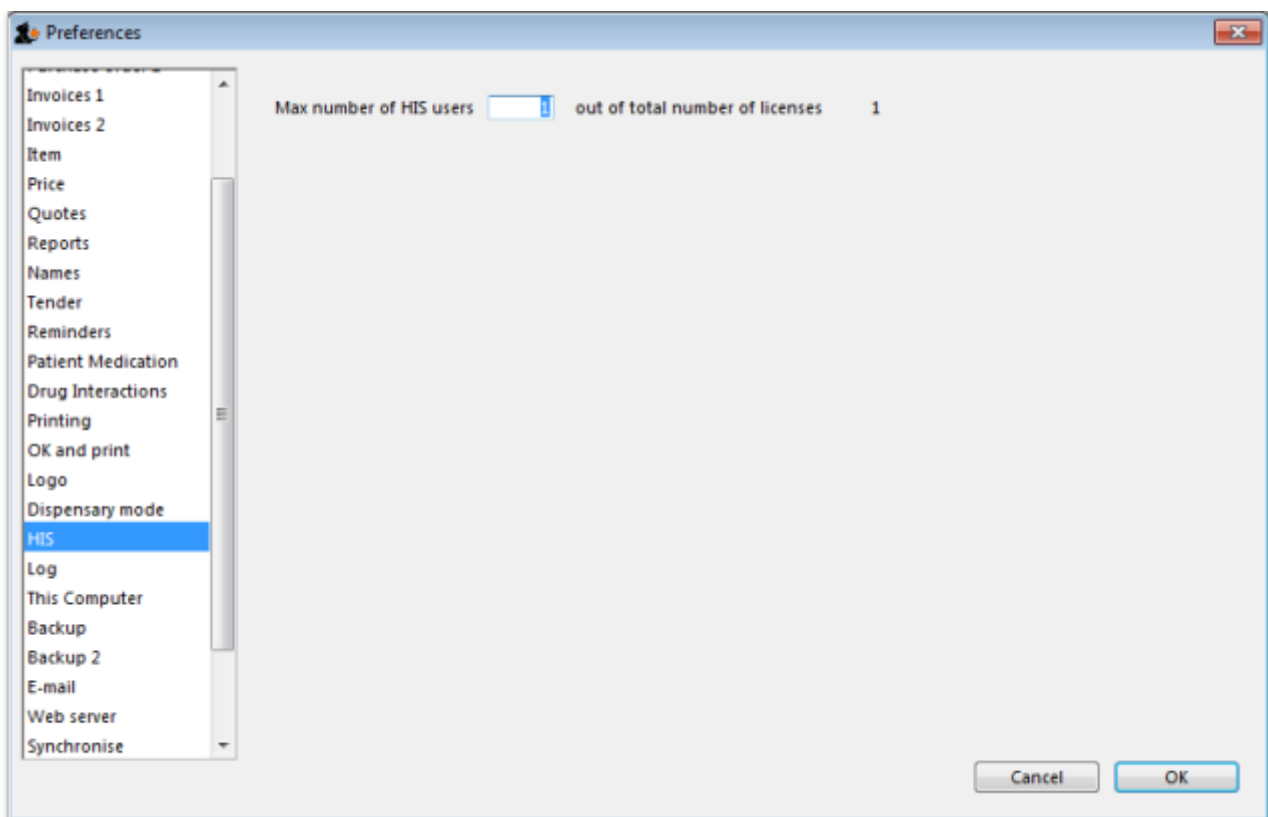 Preferences
Invoices 1
Invoices 2
Item
Price
Quotes
Reports
Names
Tender
Reminders
Patient Medication
Drug Interactions
Printing
OK and print
Logo
Dispensary mode
HIS
Log
This Computer
Backup
Backup 2
E-mail
Web server
Synchronise
Max number of HIS users 1 out of total number of licenses 1
Cancel OK